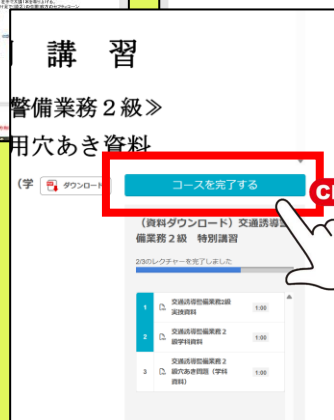 講 習
警備業務２級≫
用穴あき資料
(学
ダウンロード
コースを完了する
（資料ダウンロード）交通誘導警
備業務２級 特別講習
2/3のレクチャーを完了しました
1 交通誘導警備業務2級
実技資料 1:00
2 交通誘導警備業務２
級学科資料 1:00
3 交通誘導警備業務２
級穴あき問題（学科
資料） 1:00